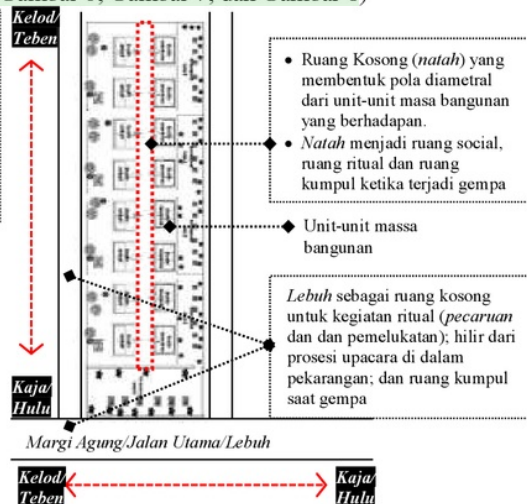 Kelod/
Teben
• Ruang Kosong (natah) yang
membentuk pola diametral
dari unit-unit masa bangunan
yang berhadapan.
• Natah menjadi ruang social,
ruang ritual dan ruang
kumpul ketika terjadi gempa
Unit-unit massa
bangunan
Lebuh sebagai ruang kosong
untuk kegiatan ritual (pecaruan
dan dan pemelukatan); hilir dari
prosesi upacara di dalam
pekarangan; dan ruang kumpul
saat gempa
Kaja/
Hulu
Margi Agung/Jalan Utama/Lebuh
Kelod/
Teben
Kaja/
Hulu